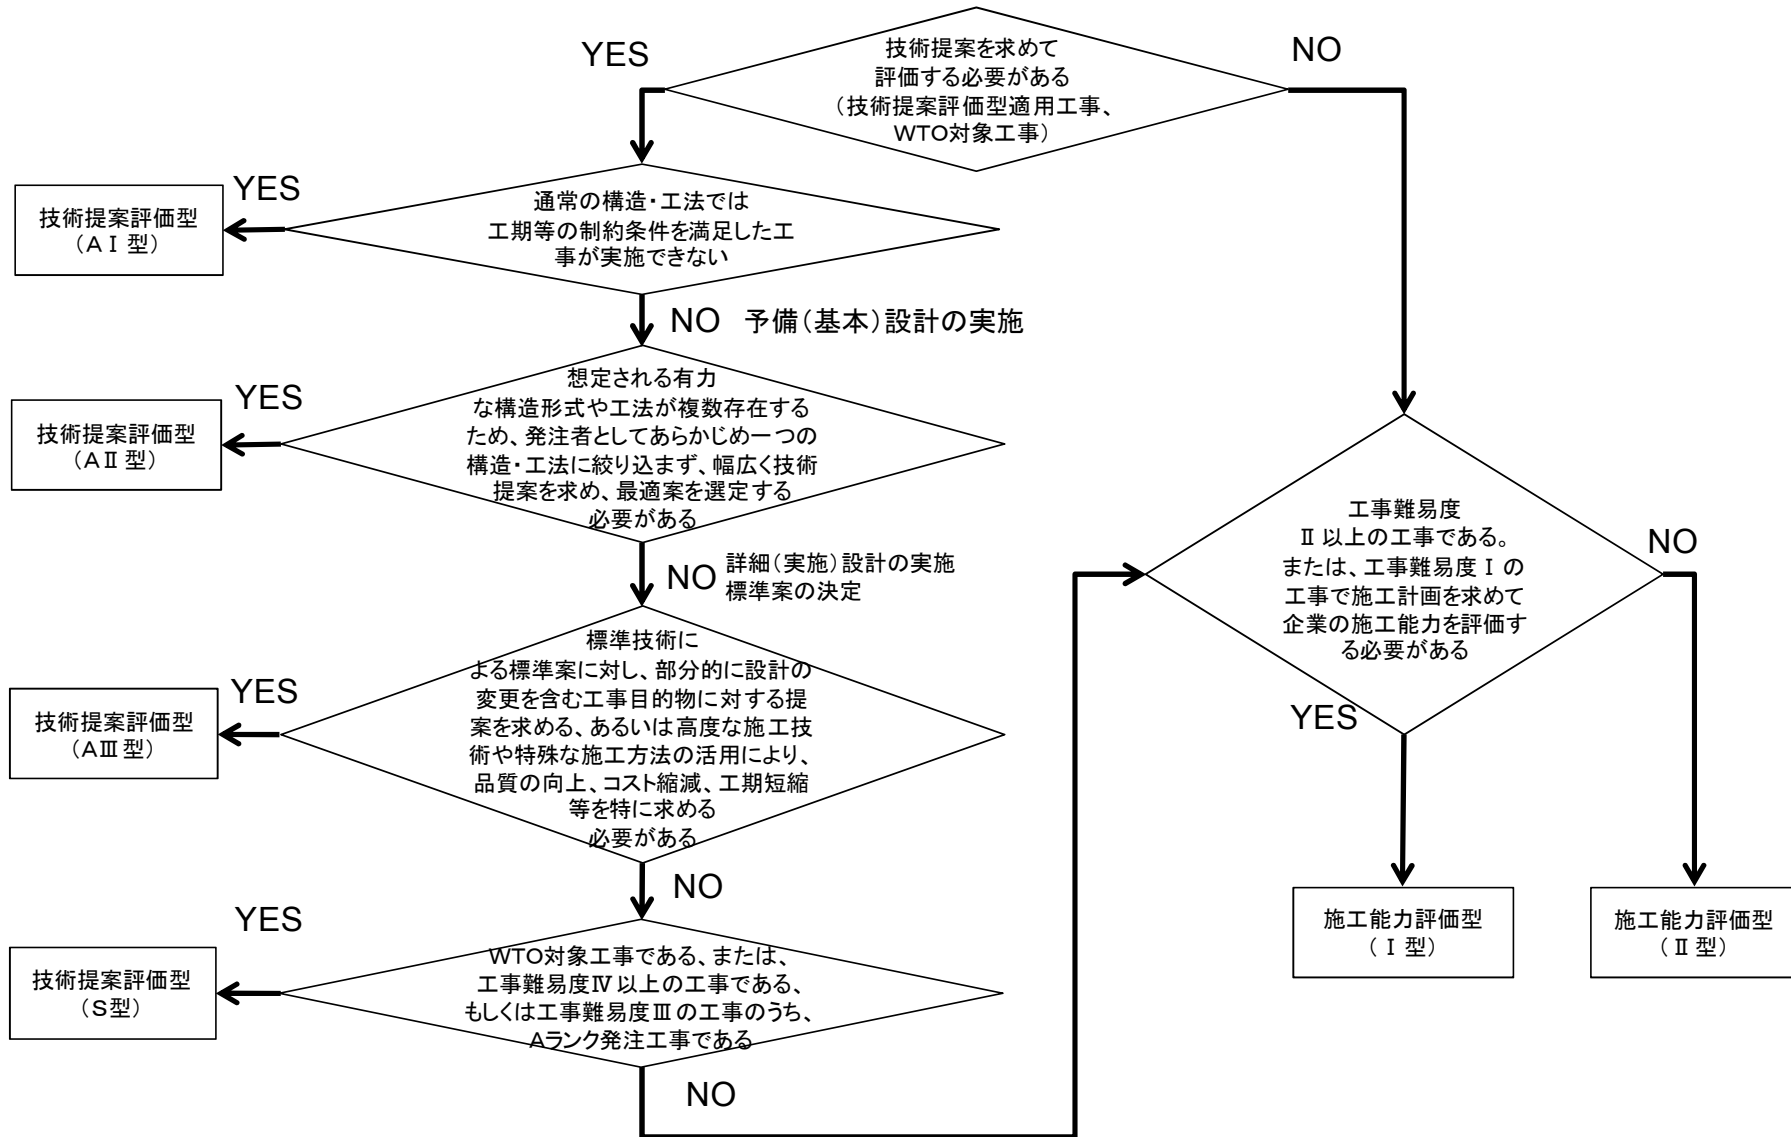 技術提案を求めて
評価する必要がある
（技術提案評価型適用工事、
WTO対象工事）
YES
NO
通常の構造・工法では
工期等の制約条件を満足した工
事が実施できない
YES
技術提案評価型
（AⅠ型）
NO
予備（基本）設計の実施
想定される有力
な構造形式や工法が複数存在する
ため、発注者としてあらかじめ一つの
構造・工法に絞り込まず、幅広く技術
提案を求め、最適案を選定する
必要がある
YES
技術提案評価型
（AⅡ型）
NO
詳細（実施）設計の実施
標準案の決定
標準技術に
よる標準案に対し、部分的に設計の
変更を含む工事目的物に対する提
案を求める、あるいは高度な施工技
術や特殊な施工方法の活用により、
品質の向上、コスト縮減、工期短縮
等を特に求める
必要がある
YES
技術提案評価型
（AⅢ型）
NO
WTO対象工事である、または、
工事難易度Ⅳ以上の工事である、
もしくは工事難易度Ⅲの工事のうち、
Aランク発注工事である
YES
技術提案評価型
（S型）
NO
工事難易度
Ⅱ以上の工事である。
または、工事難易度Ⅰの
工事で施工計画を求めて
企業の施工能力を評価す
る必要がある
NO
YES
施工能力評価型
（Ⅰ型）
施工能力評価型
（Ⅱ型）